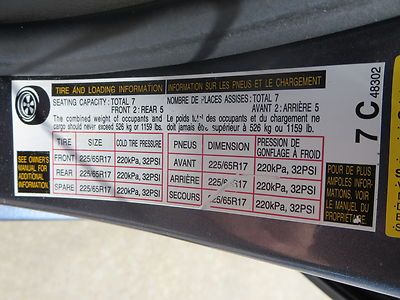 TIRE AND LOADING INFORMATION
SEATING CAPACITY: TOTAL 7
FRONT 2: REAR 5
The combined weight of occupants and
cargo should never exceed 526 kg or 1159 lbs.
INFORMATION SUR LES PNEUS ET LE CHARGEMENT
NOMBRE DE PLACES ASSISES: TOTAL 7
AVANT 2: ARRIÈRE 5
Le poids total des occupants et du chargement ne
doit jamais être supérieur à 526 kg ou 1159 lb.
SEE OWNER'S
MANUAL FOR
ADDITIONAL
INFORMATION
TIRE SIZE COLD TIRE PRESSURE
FRONT 225/65R17 220kPa, 32PSI
REAR 225/65R17 220kPa, 32PSI
SPARE 225/65R17 220kPa, 32PSI
PNEUS DIMENSION PRESSION DE
GONFLAGE À FROID
AVANT 225/65R17 220kPa, 32PSI
ARRIÈRE 225/65R17 220kPa, 32PSI
SECOURS 225/65R17 220kPa, 32PSI
POUR DE PLUS
AMPLES INFOR-
MATIONS, VOIR
LE MANUEL DU
PROPRIÉTAIRE
7 C 48302